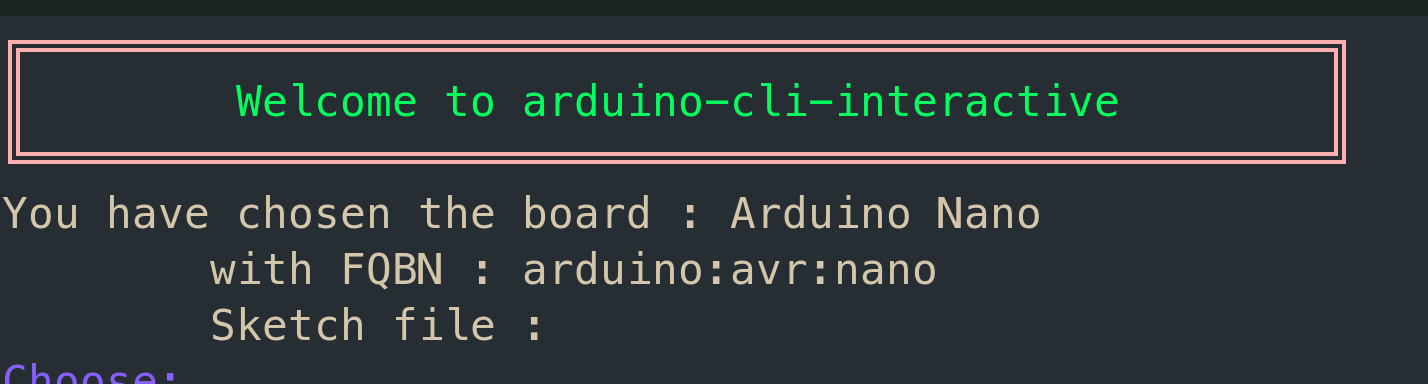 Welcome to arduino-cli-interactive
You have chosen the board : Arduino Nano
with FQBN : arduino:avr:nano
Sketch file :
Choose: